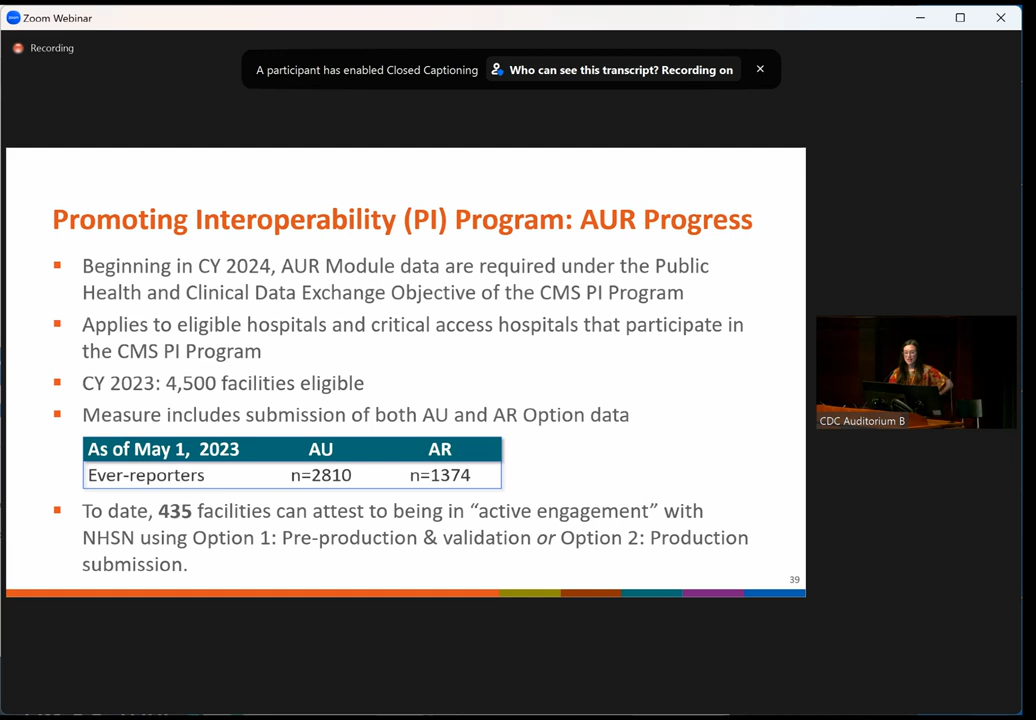 Zoom Webinar
Recording
A participant has enabled Closed Captioning Who can see this transcript? Recording on
Promoting Interoperability (PI) Program: AUR Progress
Beginning in CY 2024, AUR Module data are required under the Public
Health and Clinical Data Exchange Objective of the CMS PI Program
Applies to eligible hospitals and critical access hospitals that participate in
the CMS PI Program
CY 2023: 4,500 facilities eligible
Measure includes submission of both AU and AR Option data
As of May 1, 2023 AU AR
Ever-reporters n=2810 n=1374
To date, 435 facilities can attest to being in “active engagement” with
NHSN using Option 1: Pre-production & validation or Option 2: Production
submission.
39
CDC Auditorium B